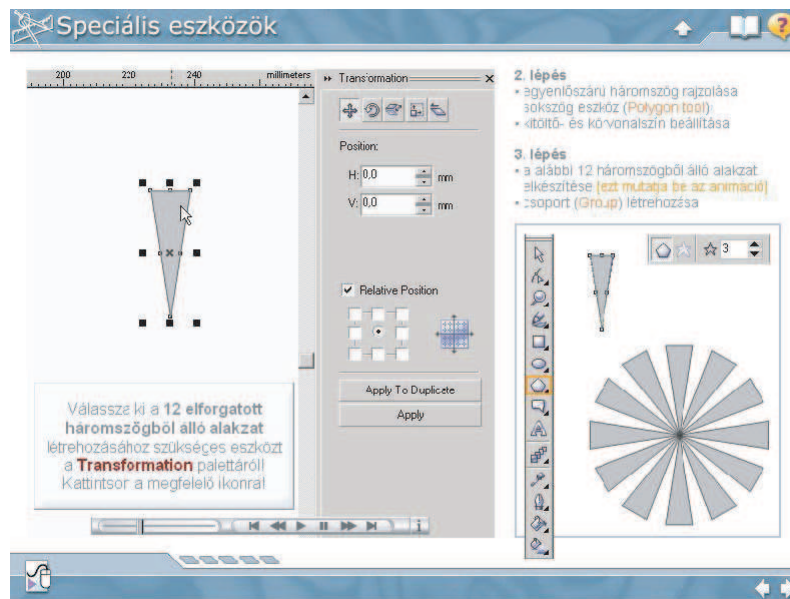 Speciális eszközök
200 220 240 millimeters
Transformation
Position:
H: 0,0 mm
V: 0,0 mm
Relative Position
Apply To Duplicate
Apply
Válassza ki a 12 elforgatott
háromszögből álló alakzat
létrehozásához szükséges eszközt
a Transformation palettáról!
Kattintson a megfelelő ikonra!
2. lépés
• egyenlőszárú háromszög rajzolása
sokszög eszköz (Polygon tool)
• kitöltő- és körvonalszín beállítása
3. lépés
• a alábbi 12 háromszögből álló alakzat
elkészítése (ezt mutatja be az animáció)
• csoport (Group) létrehozása
3